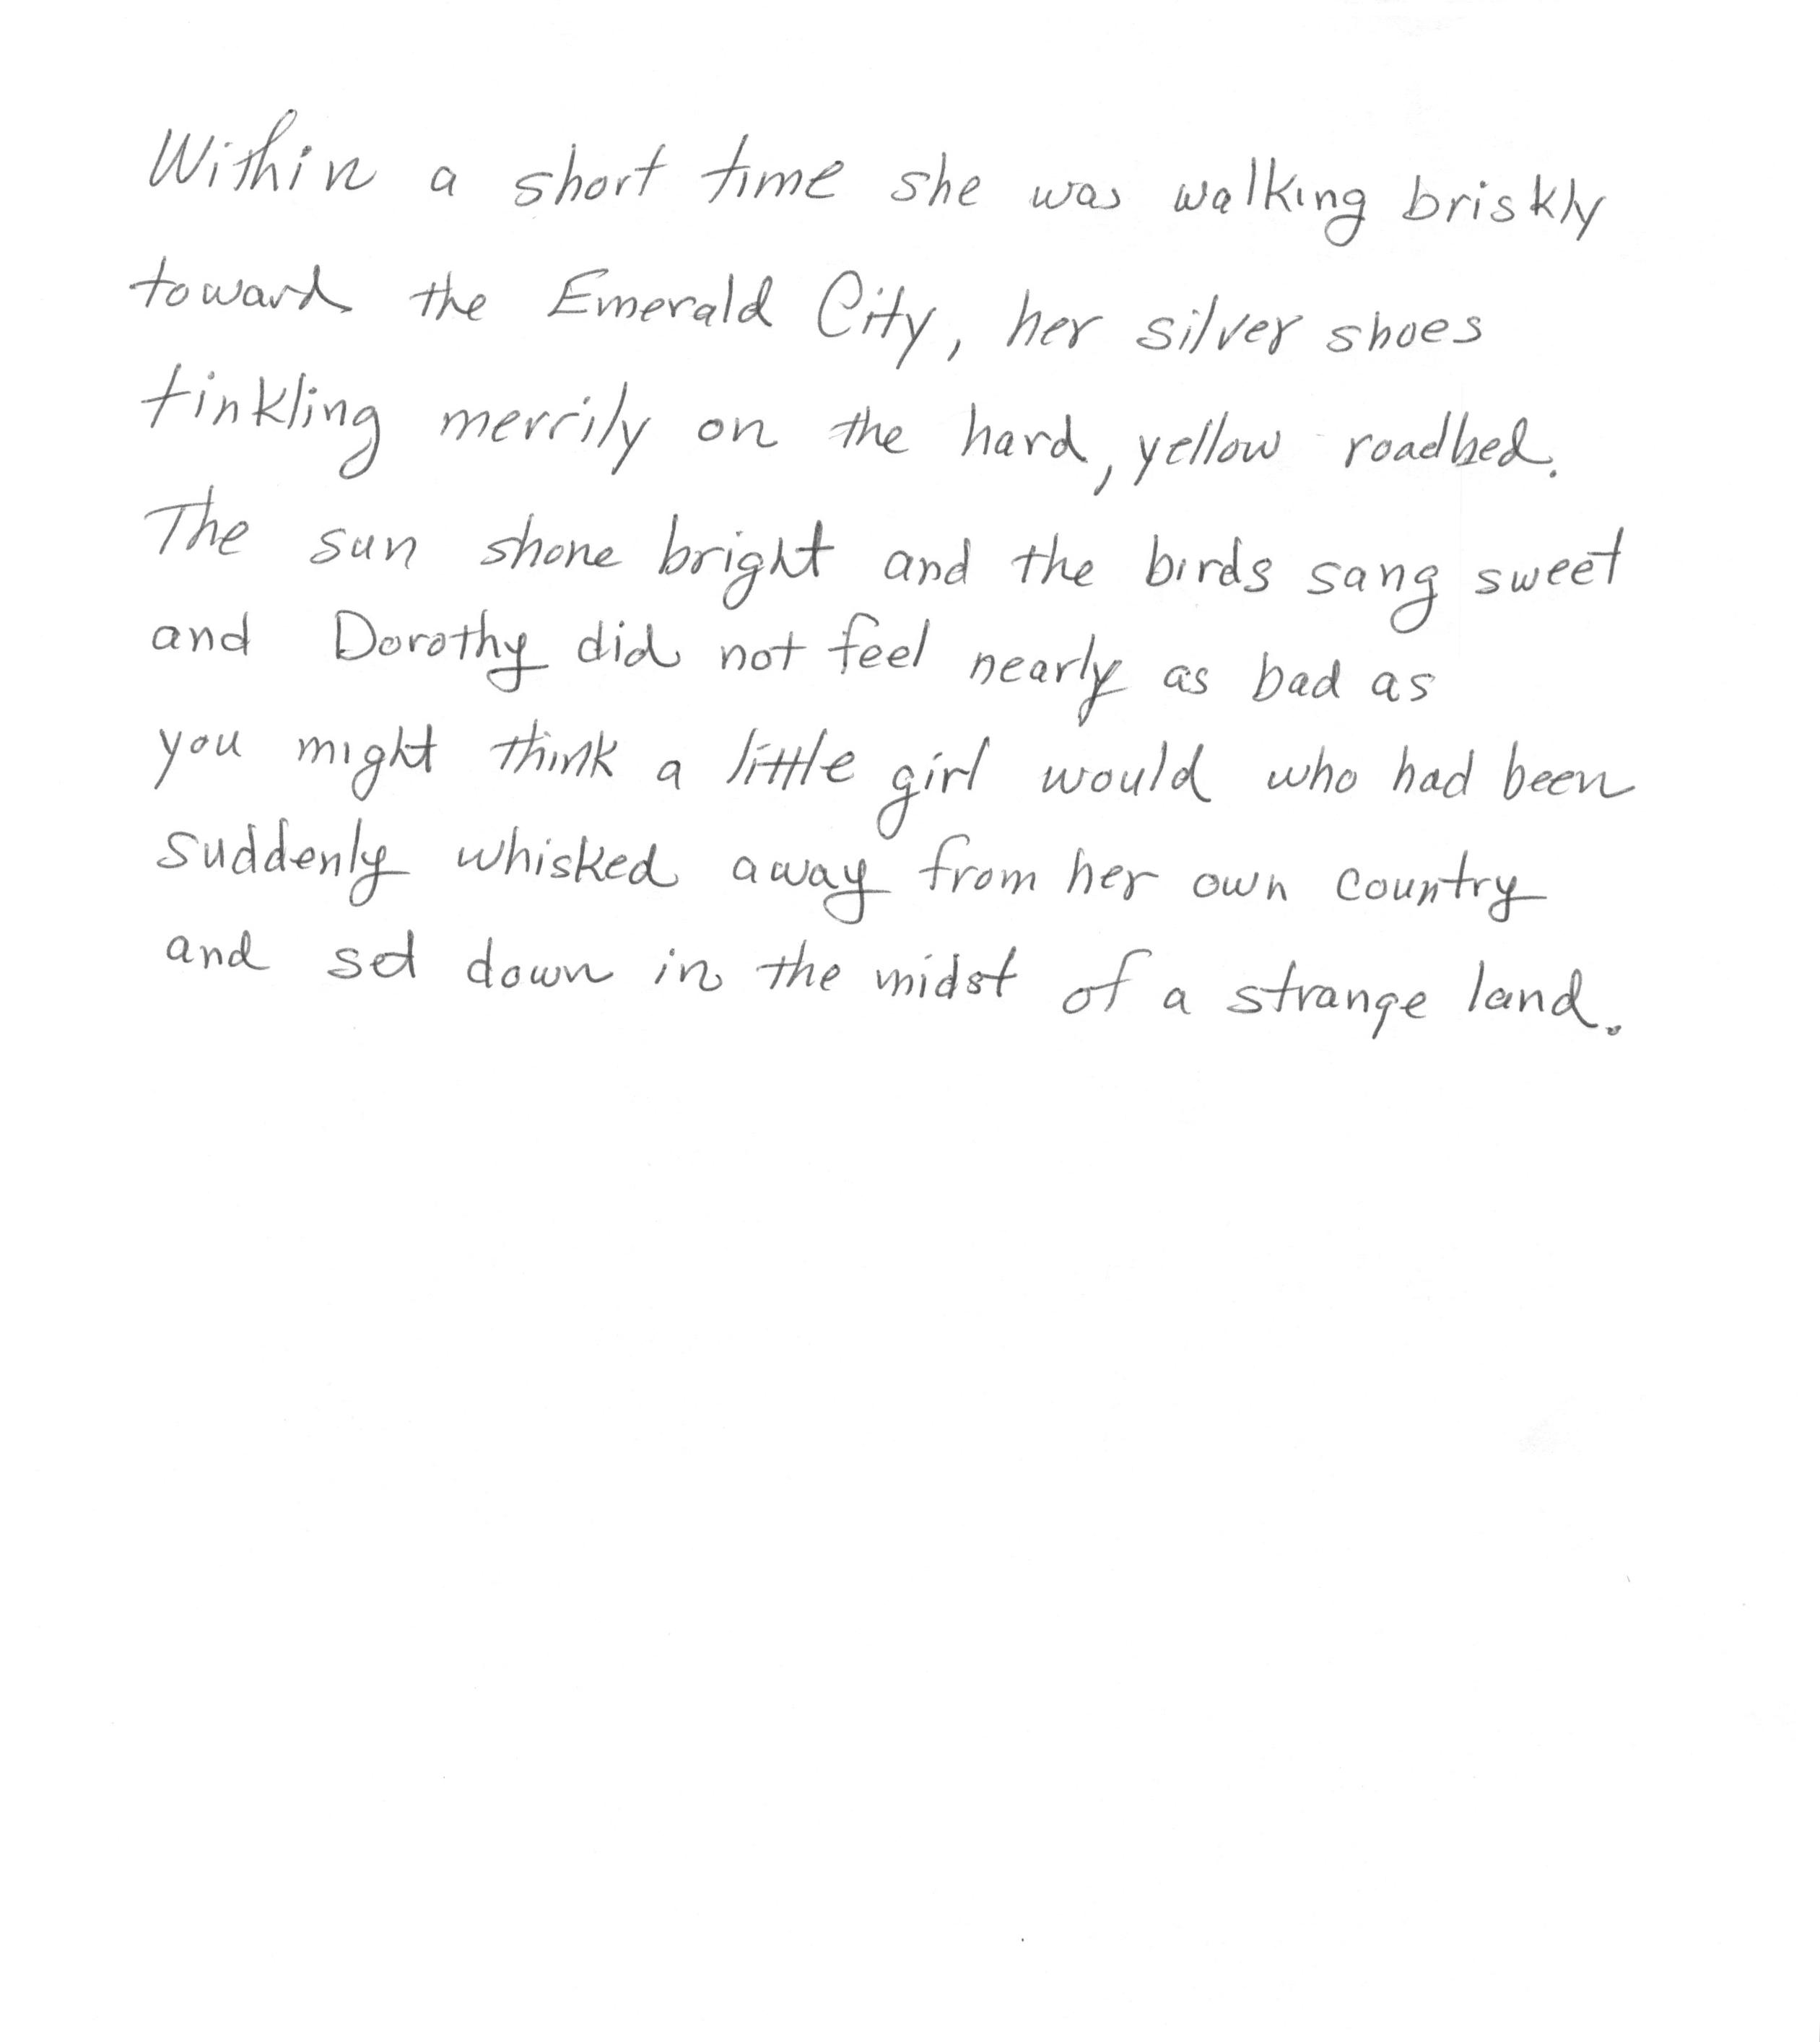 Within a short time she was walking briskly
toward the Emerald City, her silver shoes
tinkling merrily on the hard, yellow roadbed.
The sun shone bright and the birds sang sweet
and Dorothy did not feel nearly as bad as
you might think a little girl would who had been
suddenly whisked away from her own country
and set down in the midst of a strange land.